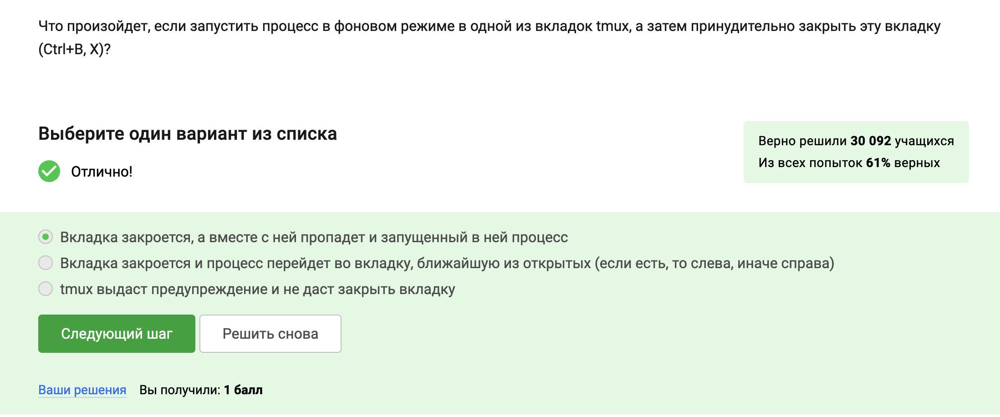 Что произойдет, если запустить процесс в фоновом режиме в одной из вкладок tmux, а затем принудительно закрыть эту вкладку
(Ctrl+B, X)?
Выберите один вариант из списка
Отлично!
Верно решили 30 092 учащихся
Из всех попыток 61% верных
Вкладка закроется, а вместе с ней пропадет и запущенный в ней процесс
Вкладка закроется и процесс перейдет во вкладку, ближайшую из открытых (если есть, то слева, иначе справа)
tmux выдаст предупреждение и не даст закрыть вкладку
Следующий шаг
Решить снова
Ваши решения Вы получили: 1 балл